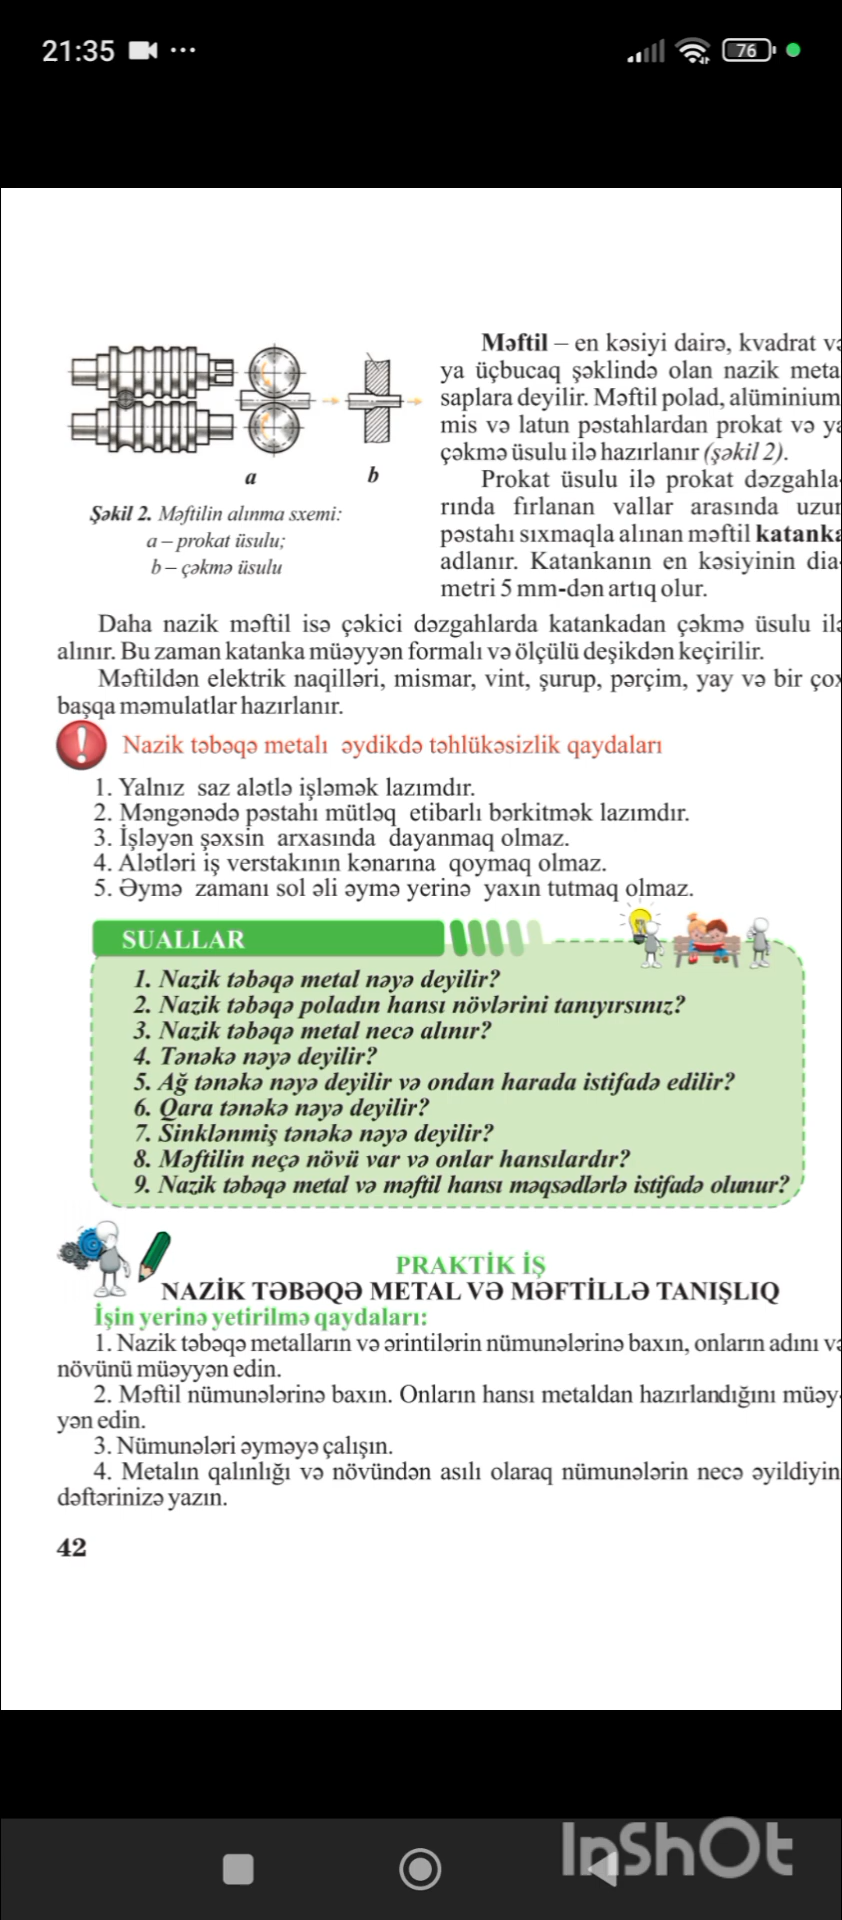 21:35
76
Məftil – en kəsiyi dairə, kvadrat və
ya üçbucaq şəklində olan nazik meta
saplara deyilir. Məftil polad, alüminium
mis və latun pəstahlardan prokat və ya
çəkmə üsulu ilə hazırlanır (şəkil 2).
a
b
Şəkil 2. Məftilin alınma sxemi:
a – prokat üsulu;
b – çəkmə üsulu
Prokat üsulu ilə prokat dəzgahla-
rında fırlanan vallar arasında uzun
pəstahı sıxmaqla alınan məftil katanka
adlanır. Katankanın en kəsiyinin dia-
metri 5 mm-dən artıq olur.
Daha nazik məftil isə çəkici dəzgahlarda katankadan çəkmə üsulu ilə
alınır. Bu zaman katanka müəyyən formalı və ölçülü deşikdən keçirilir.
Məftildən elektrik naqilləri, mismar, vint, şurup, pərçim, yay və bir çox
başqa məmulatlar hazırlanır.
Nazik təbəqə metalı əydikdə təhlükəsizlik qaydaları
1. Yalnız saz alətlə işləmək lazımdır.
2. Məngənədə pəstahı mütləq etibarlı bərkitmək lazımdır.
3. İşləyən şəxsin arxasında dayanmaq olmaz.
4. Alətləri iş verstakının kənarına qoymaq olmaz.
5. Əymə zamanı sol əli əymə yerinə yaxın tutmaq olmaz.
SUALLAR
1. Nazik təbəqə metal nəyə deyilir?
2. Nazik təbəqə poladın hansı növlərini tanıyırsınız?
3. Nazik təbəqə metal necə alınır?
4. Tənəkə nəyə deyilir?
5. Ağ tənəkə nəyə deyilir və ondan harada istifadə edilir?
6. Qara tənəkə nəyə deyilir?
7. Sinklənmiş tənəkə nəyə deyilir?
8. Məftilin neçə növü var və onlar hansılardır?
9. Nazik təbəqə metal və məftil hansı məqsədlərlə istifadə olunur?
PRAKTİK İŞ
NAZİK TƏBƏQƏ METAL VƏ MƏFTİLLƏ TANIŞLIQ
İşin yerinə yetirilmə qaydaları:
1. Nazik təbəqə metalların və ərintilərin nümunələrinə baxın, onların adını və
növünü müəyyən edin.
2. Məftil nümunələrinə baxın. Onların hansı metaldan hazırlandığını müəy-
yən edin.
3. Nümunələri əyməyə çalışın.
4. Metalın qalınlığı və növündən asılı olaraq nümunələrin necə əyildiyin
dəftərinizə yazın.
42
InShOt